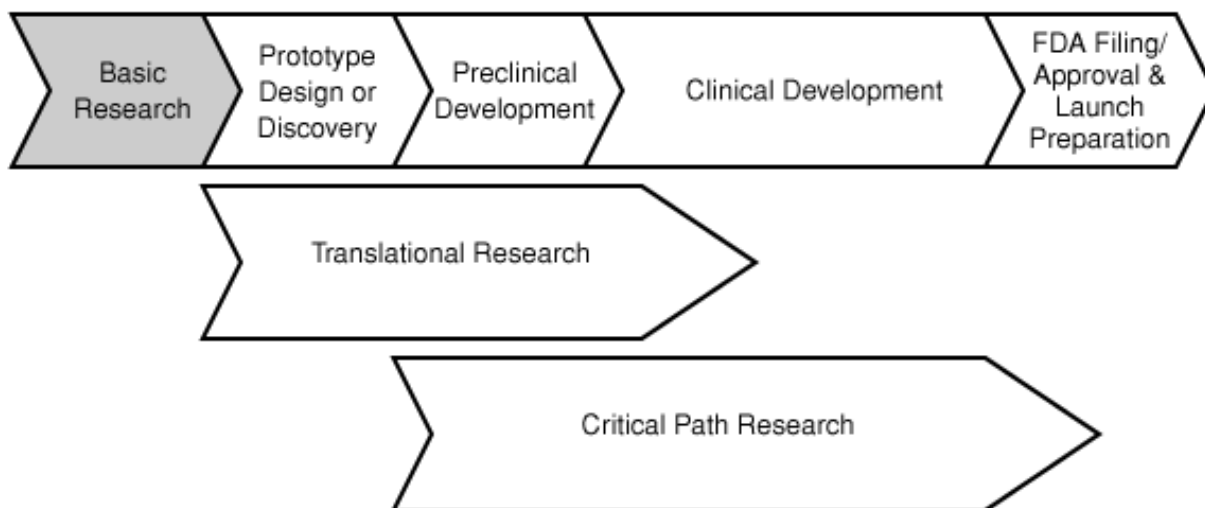 Basic
Research
Prototype
Design or
Discovery
Preclinical
Development
Clinical Development
FDA Filing/
Approval &
Launch
Preparation
Translational Research
Critical Path Research